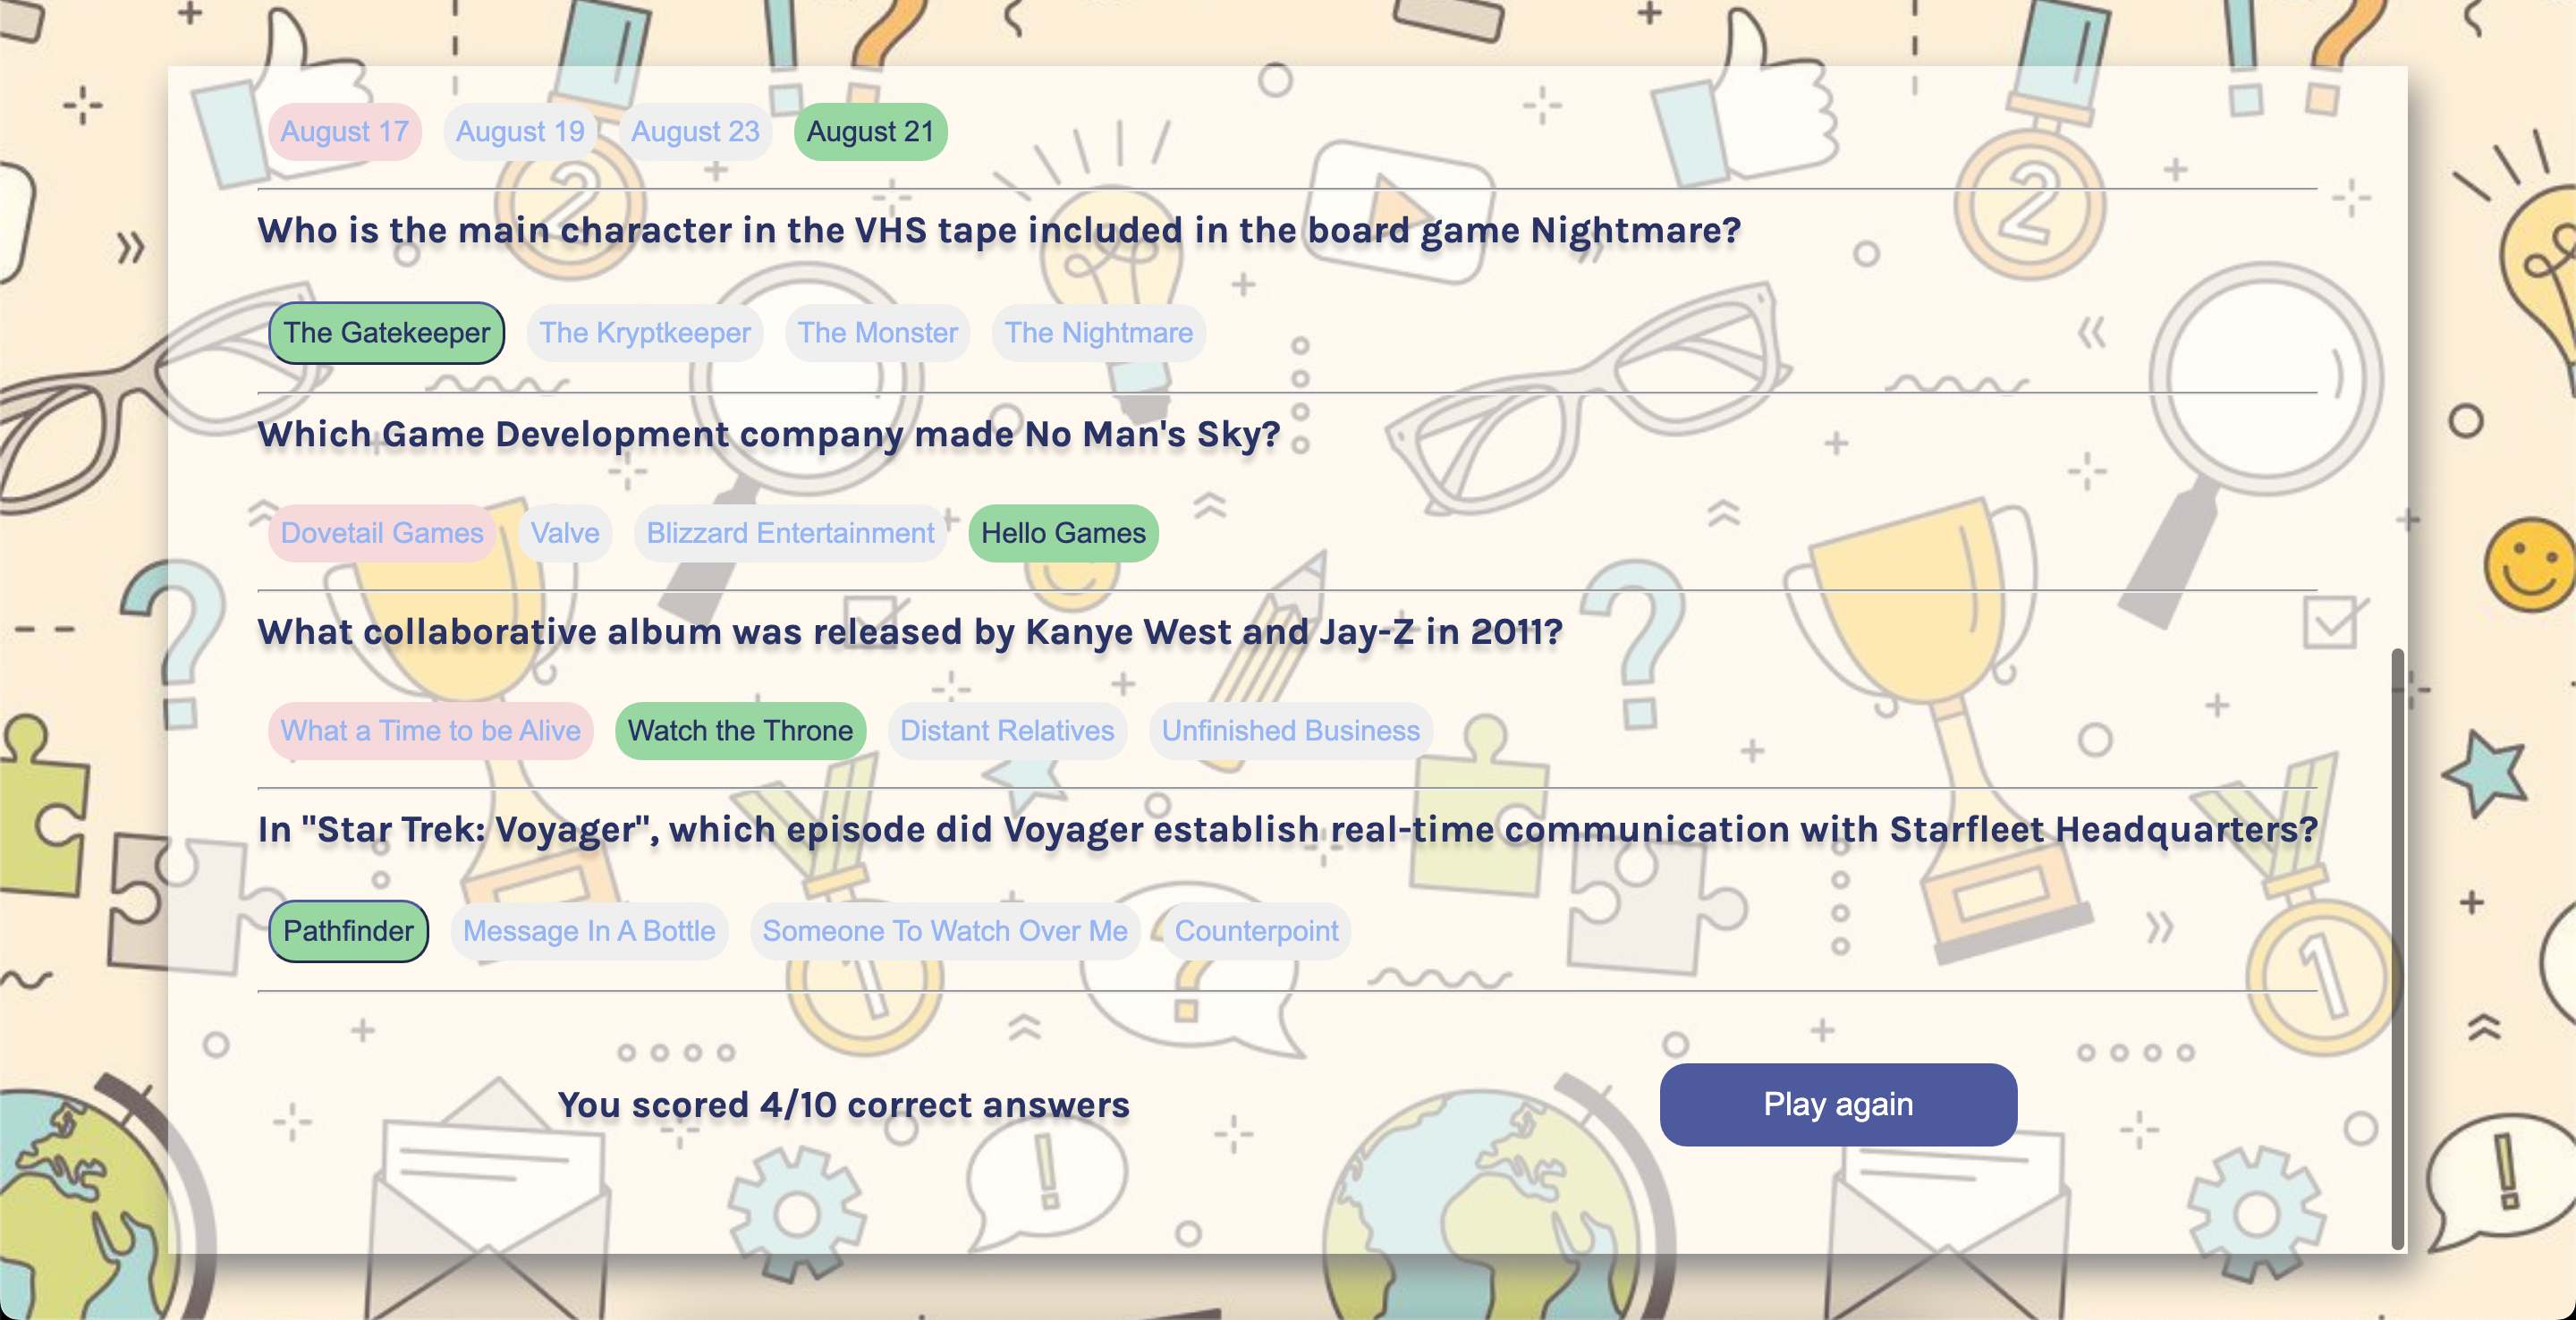 August 17 August 19 August 23 August 21
Who is the main character in the VHS tape included in the board game Nightmare?
The Gatekeeper The Kryptkeeper The Monster The Nightmare
Which Game Development company made No Man's Sky?
Dovetail Games Valve Blizzard Entertainment Hello Games
What collaborative album was released by Kanye West and Jay-Z in 2011?
What a Time to be Alive Watch the Throne Distant Relatives Unfinished Business
In "Star Trek: Voyager", which episode did Voyager establish real-time communication with Starfleet Headquarters?
Pathfinder Message In A Bottle Someone To Watch Over Me Counterpoint
You scored 4/10 correct answers Play again